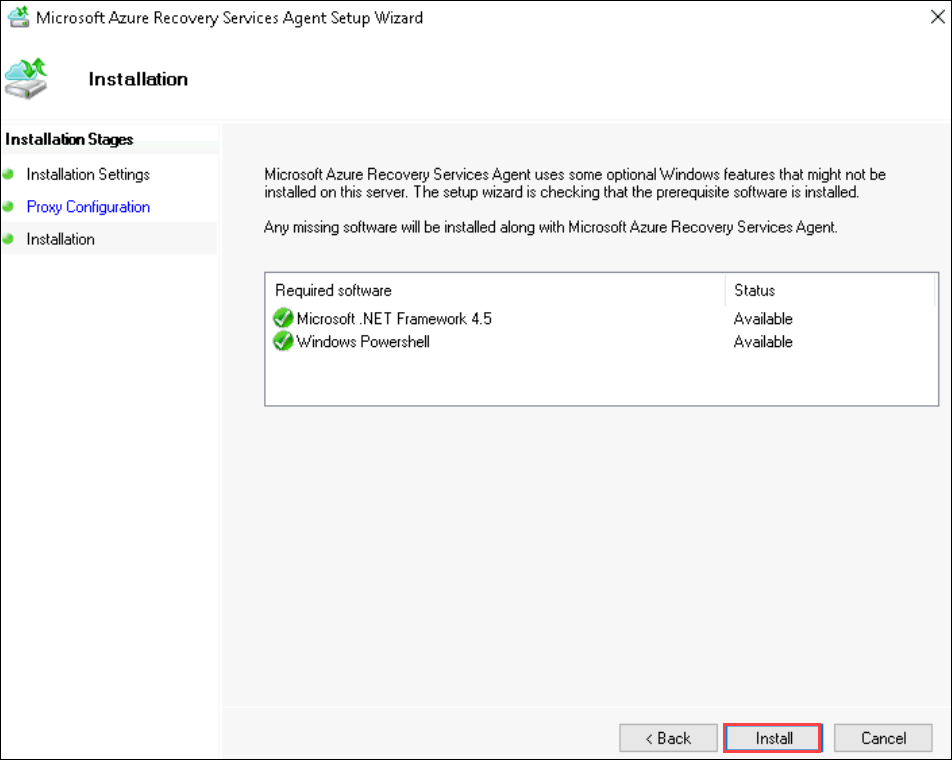 Microsoft Azure Recovery Services Agent Setup Wizard
Installation
Installation Stages
Installation Settings
Proxy Configuration
Installation
Microsoft Azure Recovery Services Agent uses some optional Windows features that might not be
installed on this server. The setup wizard is checking that the prerequisite software is installed.
Any missing software will be installed along with Microsoft Azure Recovery Services Agent.
Required software Status
Microsoft .NET Framework 4.5 Available
Windows Powershell Available
< Back Install Cancel